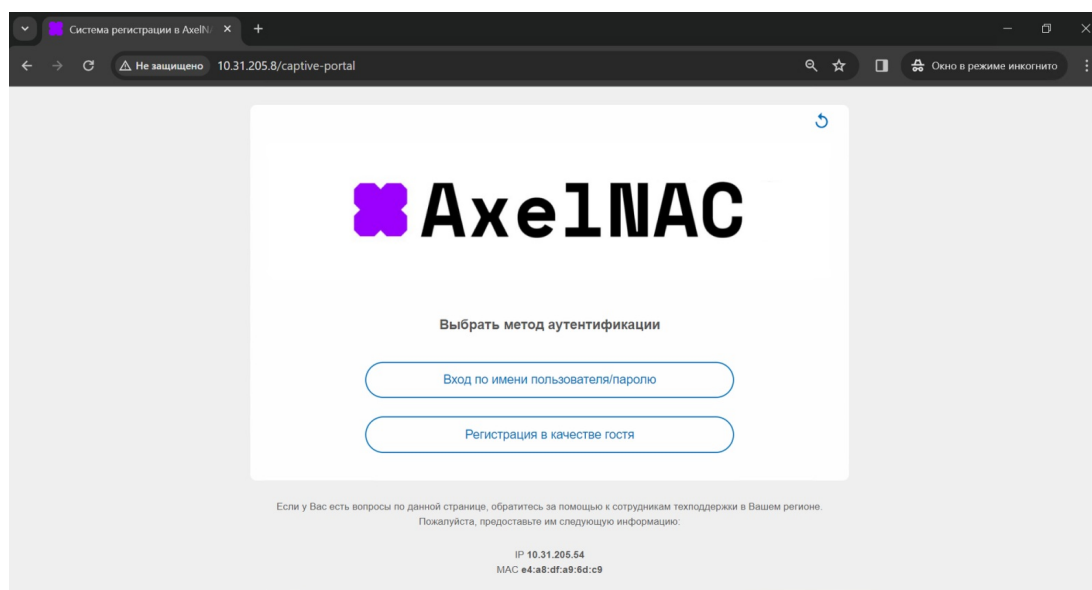 Система регистрации в AxelN
Не защищено 10.31.205.8/captive-portal Окно в режиме инкогнито
AxelNAC
Выбрать метод аутентификации
Вход по имени пользователя/паролю
Регистрация в качестве гостя
Если у Вас есть вопросы по данной странице, обратитесь за помощью к сотрудникам техподдержки в Вашем регионе.
Пожалуйста, предоставьте им следующую информацию:
IP 10.31.205.54
MAC e4:a8:df:a9:6d:c9